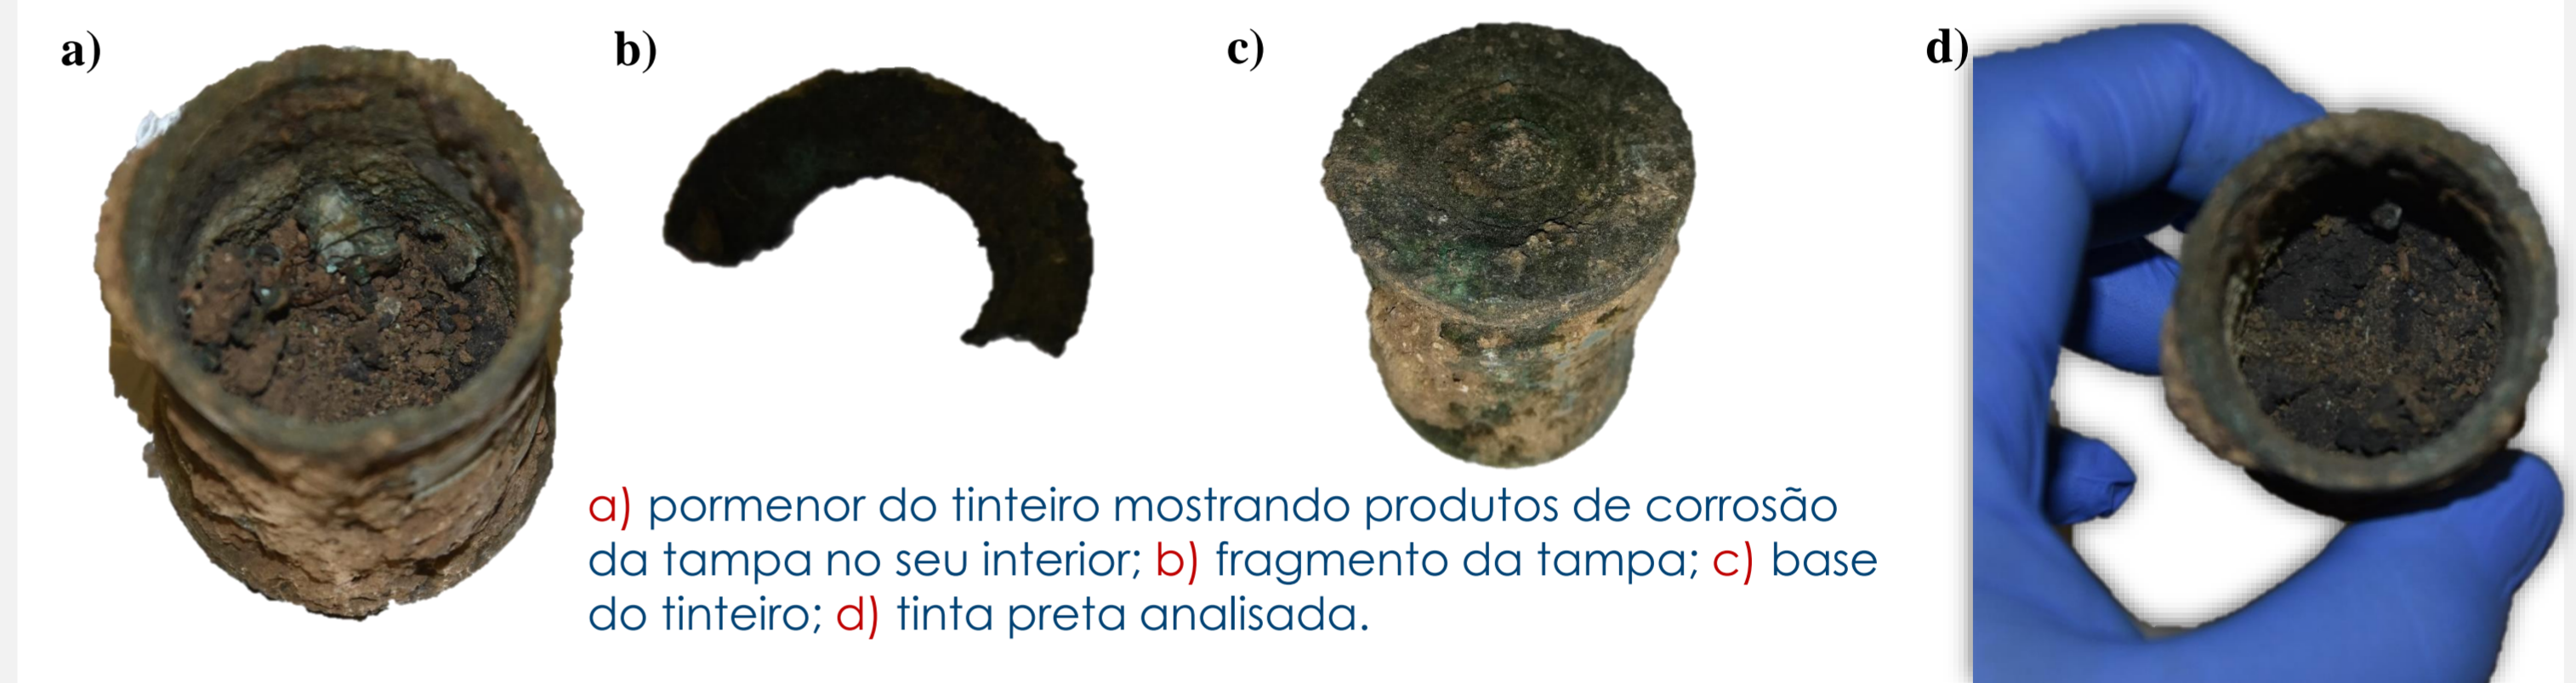 a)
b)
c)
d)
a) pormenor do tinteiro mostrando produtos de corrosão
da tampa no seu interior; b) fragmento da tampa; c) base
do tinteiro; d) tinta preta analisada.